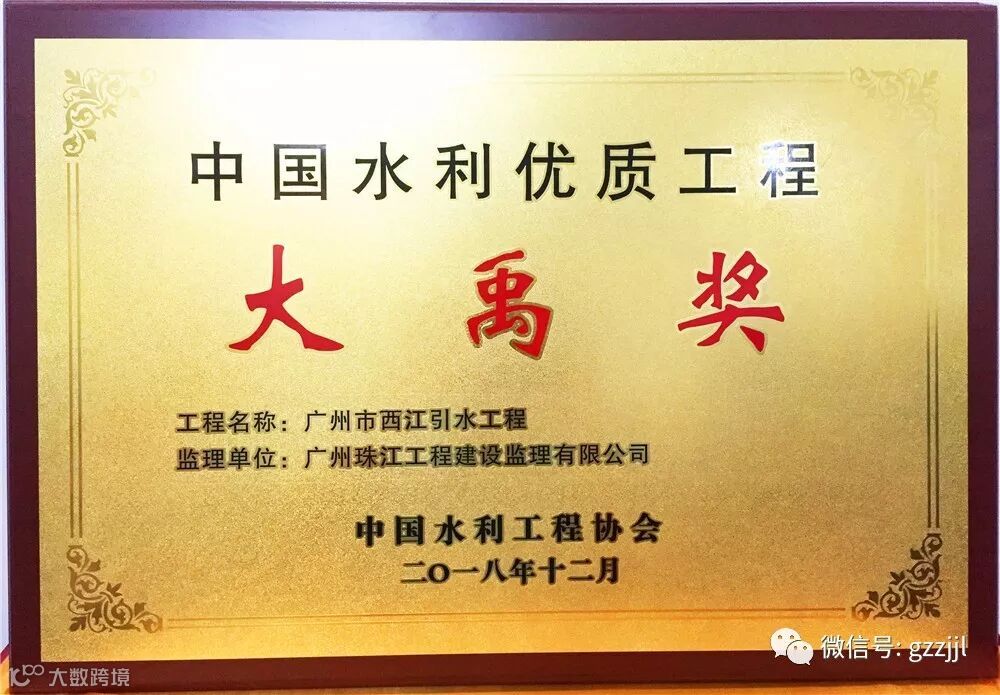 中国水利优质工程
大禹奖
工程名称：广州市西江引水工程
监理单位：广州珠江工程建设监理有限公司
中国水利工程协会
二〇一八年十二月
微信号: gzzjjl
大数跨境